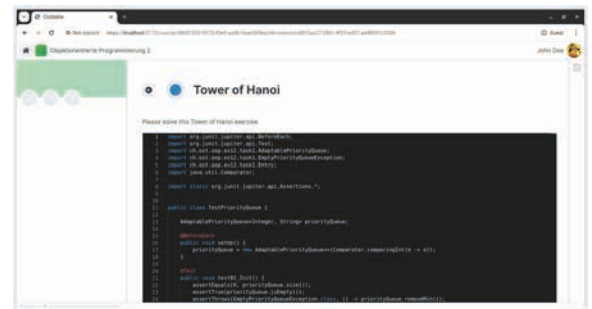 Codable
Not secure
Guest
Objektorientierte Programmierung 2
John Doe
Tower of Hanoi
Please solve this Tower of Hanoi exercise.
import org.junit.jupiter.api.BeforeEach;
import org.junit.jupiter.api.Test;
import ch.ost.oop.ex12.task1.AdaptablePriorityQueue;
import ch.ost.oop.ex12.task1.EmptyPriorityQueueException;
import ch.ost.oop.ex12.task1.Entry;
import java.util.Comparator;
import static org.junit.jupiter.api.Assertions.*;
public class TestPriorityQueue {
AdaptablePriorityQueue<Integer, String> priorityQueue;
@BeforeEach
public void setUp() {
priorityQueue = new AdaptablePriorityQueue<>(Comparator.comparingInt(o -> o));
}
@Test
public void test01_Init() {
assertEquals(0, priorityQueue.size());
assertTrue(priorityQueue.isEmpty());
assertThrows(EmptyPriorityQueueException.class, () -> priorityQueue.removeMin());